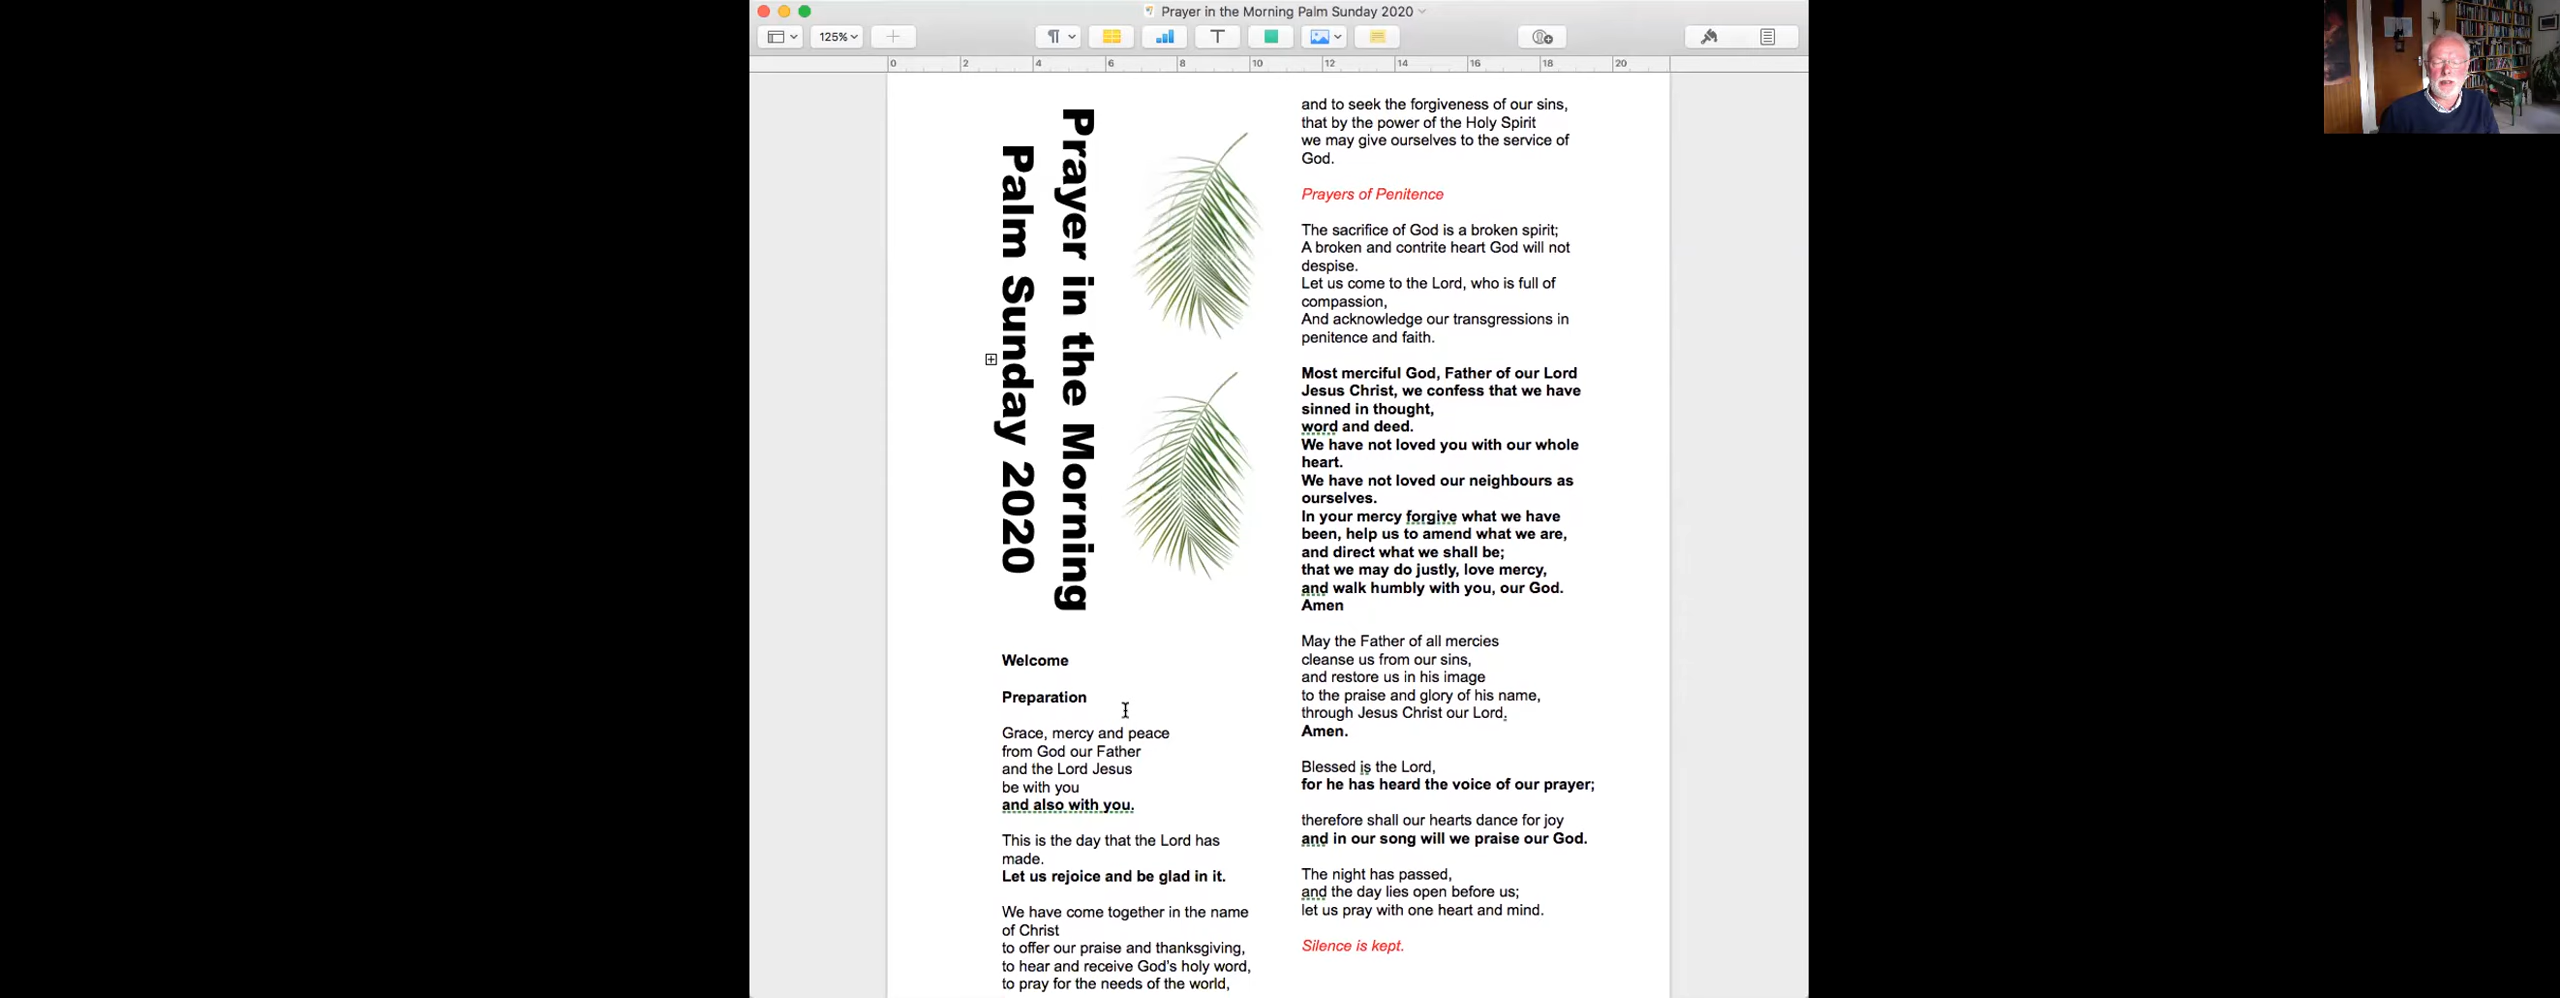 Prayer in the Morning Palm Sunday 2020
125%
0 2 4 6 8 10 12 14 16 18 20
Prayer in the Morning
Palm Sunday 2020
Welcome
Preparation
Grace, mercy and peace
from God our Father
and the Lord Jesus
be with you
and also with you.
This is the day that the Lord has
made.
Let us rejoice and be glad in it.
We have come together in the name
of Christ
to offer our praise and thanksgiving,
to hear and receive God's holy word,
to pray for the needs of the world,
and to seek the forgiveness of our sins,
that by the power of the Holy Spirit
we may give ourselves to the service of
God.
Prayers of Penitence
The sacrifice of God is a broken spirit;
A broken and contrite heart God will not
despise.
Let us come to the Lord, who is full of
compassion,
And acknowledge our transgressions in
penitence and faith.
Most merciful God, Father of our Lord
Jesus Christ, we confess that we have
sinned in thought,
word and deed.
We have not loved you with our whole
heart.
We have not loved our neighbours as
ourselves.
In your mercy forgive what we have
been, help us to amend what we are,
and direct what we shall be;
that we may do justly, love mercy,
and walk humbly with you, our God.
Amen
May the Father of all mercies
cleanse us from our sins,
and restore us in his image
to the praise and glory of his name,
through Jesus Christ our Lord.
Amen.
Blessed is the Lord,
for he has heard the voice of our prayer;
therefore shall our hearts dance for joy
and in our song will we praise our God.
The night has passed,
and the day lies open before us;
let us pray with one heart and mind.
Silence is kept.